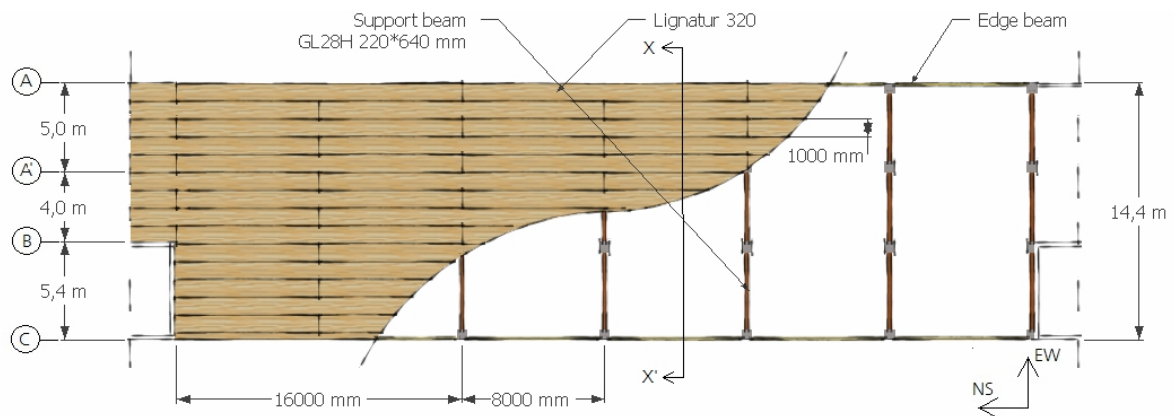 Support beam
GL28H 220*640 mm
Lignatur 320
Edge beam
X
A
5,0 m
1000 mm
A'
4,0 m
14,4 m
B
5,4 m
C
X'
EW
NS
16000 mm
8000 mm